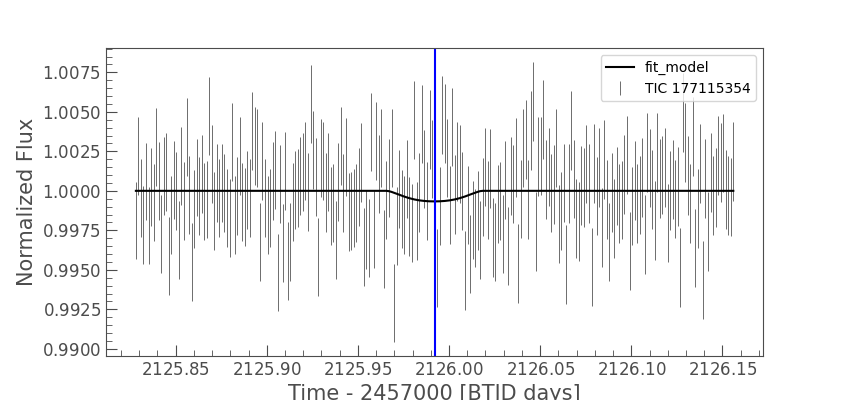 fit_model
TIC 177115354
1.0075
1.0050
1.0025
1.0000
0.9975
0.9950
0.9925
0.9900
Normalized Flux
2125.85 2125.90 2125.95 2126.00 2126.05 2126.10 2126.15
Time - 2457000 [BTJD days]